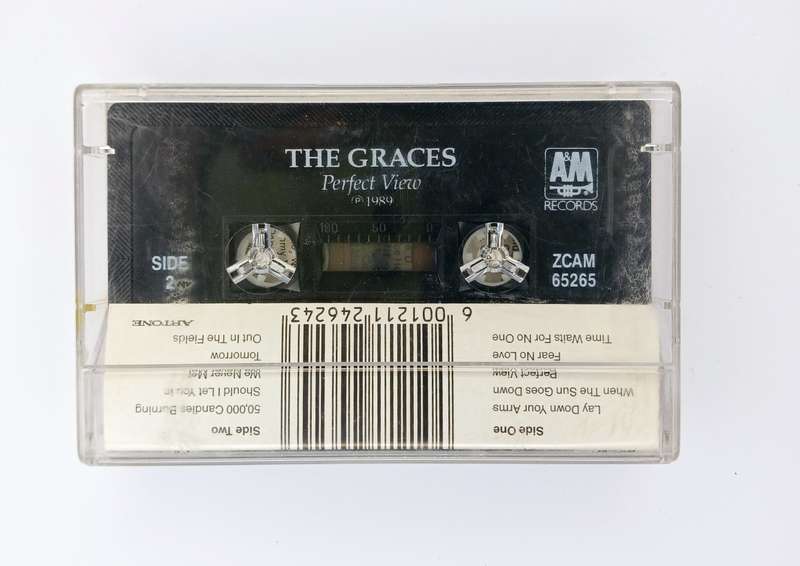 THE GRACES
Perfect View
℗ 1989
A&M
RECORDS
SIDE
2
180 50 0
ZCAM
65265
Side One
Lay Down Your Arms
When The Sun Goes Down
Perfect View
Fear No Love
Time Waits For No One
6 001211 246243
Side Two
50,000 Candles Burning
Should I Let You In
We Never Met
Tomorrow
Out In The Fields
ARTONE